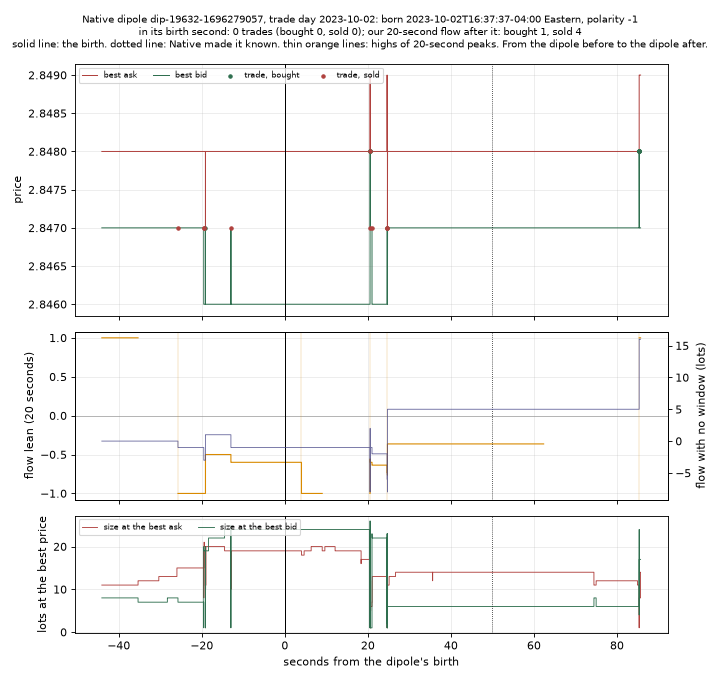 Native dipole dip-19632-1696279057, trade day 2023-10-02: born 2023-10-02T16:37:37-04:00 Eastern, polarity -1
in its birth second: 0 trades (bought 0, sold 0); our 20-second flow after it: bought 1, sold 4
solid line: the birth. dotted line: Native made it known. thin orange lines: highs of 20-second peaks. From the dipole before to the dipole after.
best ask best bid trade, bought trade, sold
2.8490
2.8485
2.8480
2.8475
2.8470
2.8465
2.8460
price
1.0
0.5
0.0
−0.5
−1.0
flow lean (20 seconds)
15
10
5
0
−5
flow with no window (lots)
size at the best ask size at the best bid
20
10
0
lots at the best price
−40 −20 0 20 40 60 80
seconds from the dipole's birth